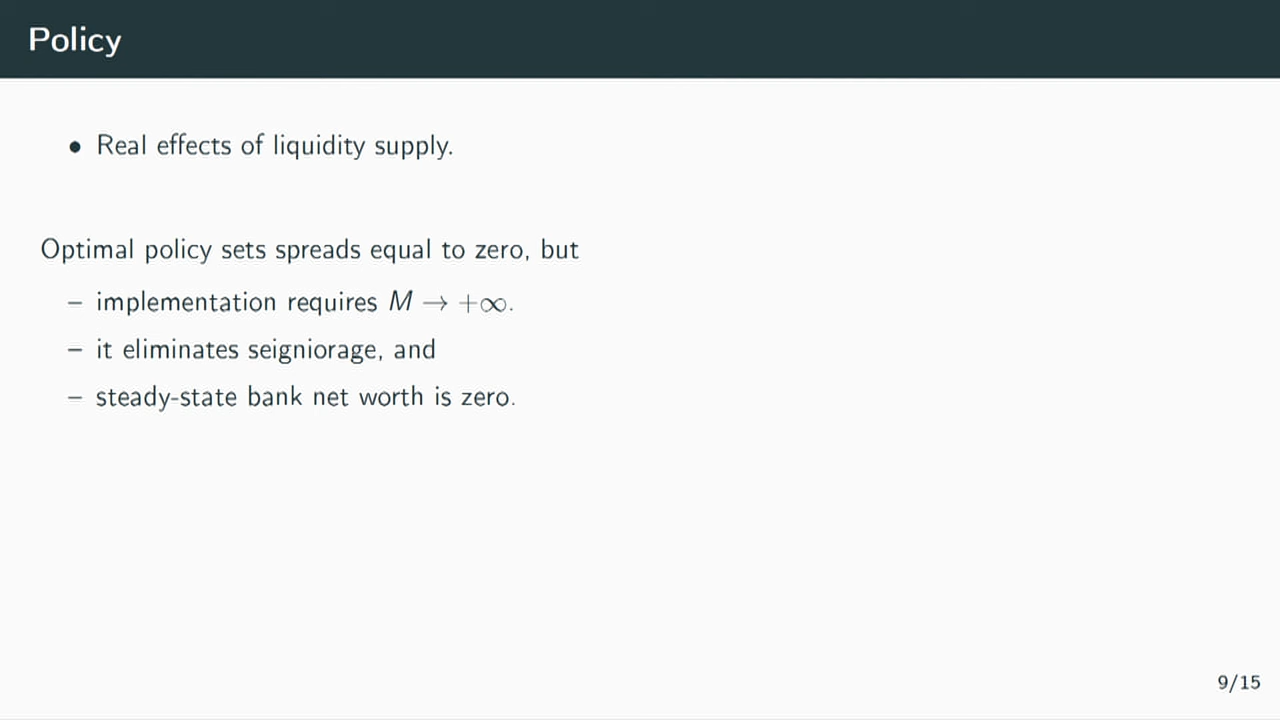 Policy
• Real effects of liquidity supply.
Optimal policy sets spreads equal to zero, but
– implementation requires M → +∞.
– it eliminates seigniorage, and
– steady-state bank net worth is zero.
9/15